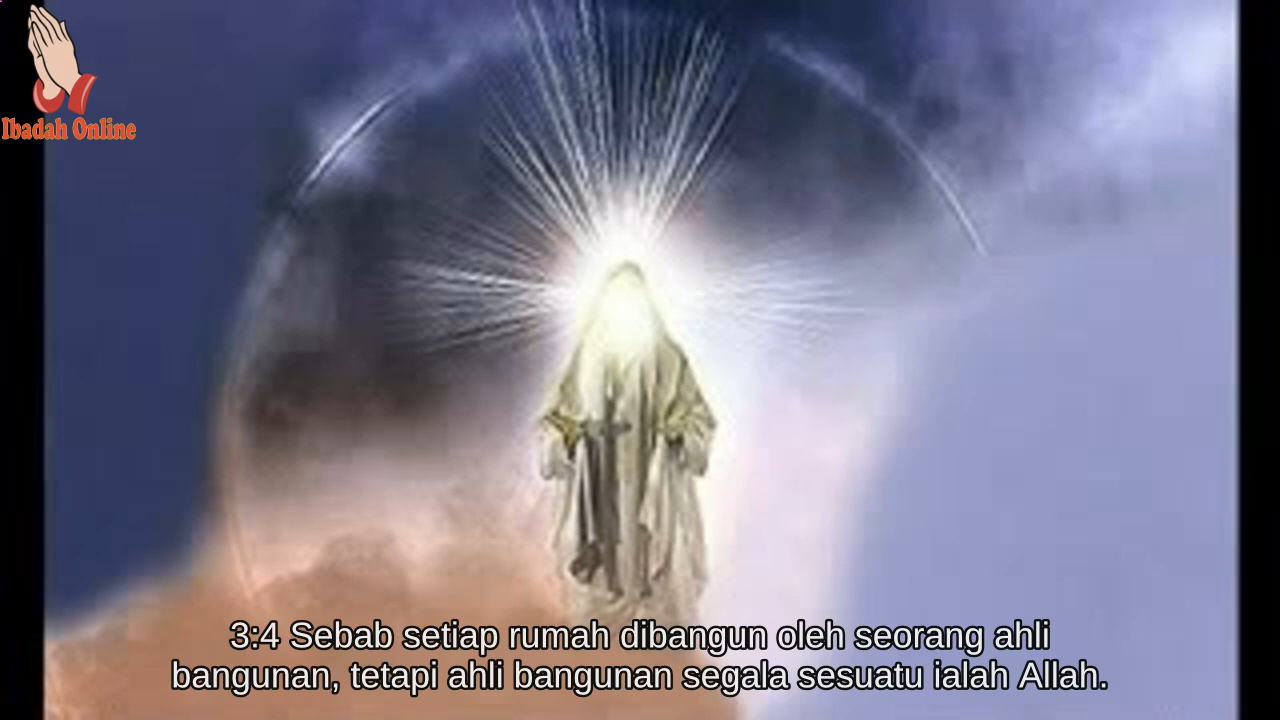 Ibadah Online
3:4 Sebab setiap rumah dibangun oleh seorang ahli
bangunan, tetapi ahli bangunan segala sesuatu ialah Allah.